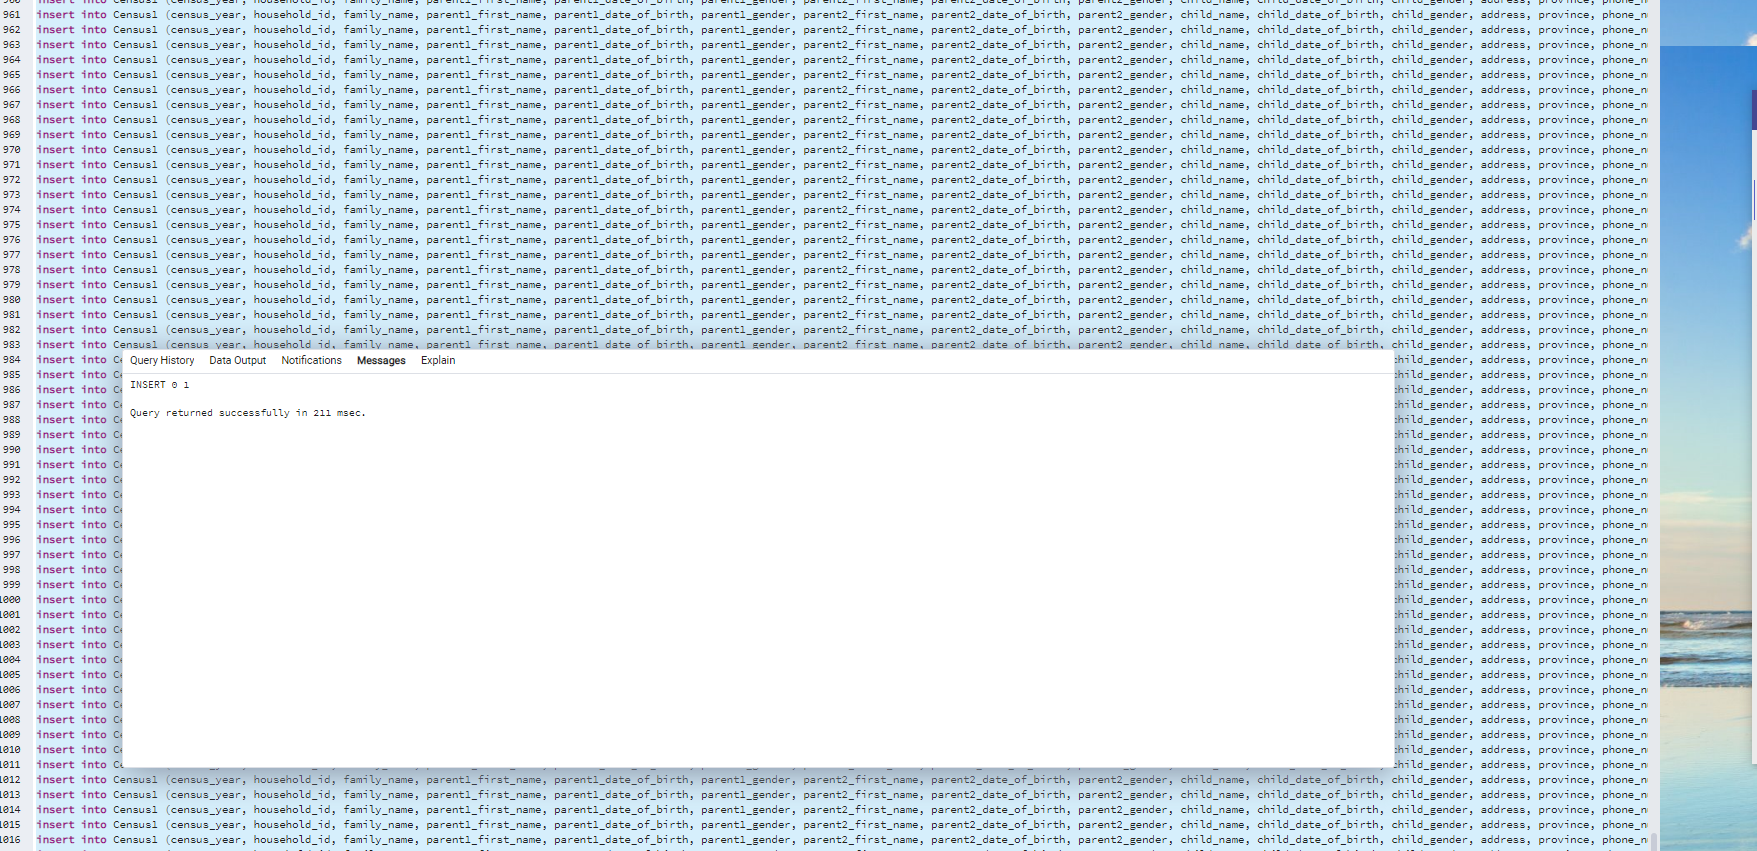 insert into Census1 (census_year, household_id, family_name, parent1_first_name, parent1_date_of_birth, parent1_gender, parent2_first_name, parent2_date_of_birth, parent2_gender, child_name, child_date_of_birth, child_gender, address, province, phone_n
961 insert into Census1 (census_year, household_id, family_name, parent1_first_name, parent1_date_of_birth, parent1_gender, parent2_first_name, parent2_date_of_birth, parent2_gender, child_name, child_date_of_birth, child_gender, address, province, phone_n
962 insert into Census1 (census_year, household_id, family_name, parent1_first_name, parent1_date_of_birth, parent1_gender, parent2_first_name, parent2_date_of_birth, parent2_gender, child_name, child_date_of_birth, child_gender, address, province, phone_n
963 insert into Census1 (census_year, household_id, family_name, parent1_first_name, parent1_date_of_birth, parent1_gender, parent2_first_name, parent2_date_of_birth, parent2_gender, child_name, child_date_of_birth, child_gender, address, province, phone_n
964 insert into Census1 (census_year, household_id, family_name, parent1_first_name, parent1_date_of_birth, parent1_gender, parent2_first_name, parent2_date_of_birth, parent2_gender, child_name, child_date_of_birth, child_gender, address, province, phone_n
965 insert into Census1 (census_year, household_id, family_name, parent1_first_name, parent1_date_of_birth, parent1_gender, parent2_first_name, parent2_date_of_birth, parent2_gender, child_name, child_date_of_birth, child_gender, address, province, phone_n
966 insert into Census1 (census_year, household_id, family_name, parent1_first_name, parent1_date_of_birth, parent1_gender, parent2_first_name, parent2_date_of_birth, parent2_gender, child_name, child_date_of_birth, child_gender, address, province, phone_n
967 insert into Census1 (census_year, household_id, family_name, parent1_first_name, parent1_date_of_birth, parent1_gender, parent2_first_name, parent2_date_of_birth, parent2_gender, child_name, child_date_of_birth, child_gender, address, province, phone_n
968 insert into Census1 (census_year, household_id, family_name, parent1_first_name, parent1_date_of_birth, parent1_gender, parent2_first_name, parent2_date_of_birth, parent2_gender, child_name, child_date_of_birth, child_gender, address, province, phone_n
969 insert into Census1 (census_year, household_id, family_name, parent1_first_name, parent1_date_of_birth, parent1_gender, parent2_first_name, parent2_date_of_birth, parent2_gender, child_name, child_date_of_birth, child_gender, address, province, phone_n
970 insert into Census1 (census_year, household_id, family_name, parent1_first_name, parent1_date_of_birth, parent1_gender, parent2_first_name, parent2_date_of_birth, parent2_gender, child_name, child_date_of_birth, child_gender, address, province, phone_n
971 insert into Census1 (census_year, household_id, family_name, parent1_first_name, parent1_date_of_birth, parent1_gender, parent2_first_name, parent2_date_of_birth, parent2_gender, child_name, child_date_of_birth, child_gender, address, province, phone_n
972 insert into Census1 (census_year, household_id, family_name, parent1_first_name, parent1_date_of_birth, parent1_gender, parent2_first_name, parent2_date_of_birth, parent2_gender, child_name, child_date_of_birth, child_gender, address, province, phone_n
973 insert into Census1 (census_year, household_id, family_name, parent1_first_name, parent1_date_of_birth, parent1_gender, parent2_first_name, parent2_date_of_birth, parent2_gender, child_name, child_date_of_birth, child_gender, address, province, phone_n
974 insert into Census1 (census_year, household_id, family_name, parent1_first_name, parent1_date_of_birth, parent1_gender, parent2_first_name, parent2_date_of_birth, parent2_gender, child_name, child_date_of_birth, child_gender, address, province, phone_n
975 insert into Census1 (census_year, household_id, family_name, parent1_first_name, parent1_date_of_birth, parent1_gender, parent2_first_name, parent2_date_of_birth, parent2_gender, child_name, child_date_of_birth, child_gender, address, province, phone_n
976 insert into Census1 (census_year, household_id, family_name, parent1_first_name, parent1_date_of_birth, parent1_gender, parent2_first_name, parent2_date_of_birth, parent2_gender, child_name, child_date_of_birth, child_gender, address, province, phone_n
977 insert into Census1 (census_year, household_id, family_name, parent1_first_name, parent1_date_of_birth, parent1_gender, parent2_first_name, parent2_date_of_birth, parent2_gender, child_name, child_date_of_birth, child_gender, address, province, phone_n
978 insert into Census1 (census_year, household_id, family_name, parent1_first_name, parent1_date_of_birth, parent1_gender, parent2_first_name, parent2_date_of_birth, parent2_gender, child_name, child_date_of_birth, child_gender, address, province, phone_n
979 insert into Census1 (census_year, household_id, family_name, parent1_first_name, parent1_date_of_birth, parent1_gender, parent2_first_name, parent2_date_of_birth, parent2_gender, child_name, child_date_of_birth, child_gender, address, province, phone_n
980 insert into Census1 (census_year, household_id, family_name, parent1_first_name, parent1_date_of_birth, parent1_gender, parent2_first_name, parent2_date_of_birth, parent2_gender, child_name, child_date_of_birth, child_gender, address, province, phone_n
981 insert into Census1 (census_year, household_id, family_name, parent1_first_name, parent1_date_of_birth, parent1_gender, parent2_first_name, parent2_date_of_birth, parent2_gender, child_name, child_date_of_birth, child_gender, address, province, phone_n
982 insert into Census1 (census_year, household_id, family_name, parent1_first_name, parent1_date_of_birth, parent1_gender, parent2_first_name, parent2_date_of_birth, parent2_gender, child_name, child_date_of_birth, child_gender, address, province, phone_n
983 insert into Census1 (census_year, household_id, family_name, parent1_first_name, parent1_date_of_birth, parent1_gender, parent2_first_name, parent2_date_of_birth, parent2_gender, child_name, child_date_of_birth, child_gender, address, province, phone_n
984 insert into C child_gender, address, province, phone_n
985 insert into C child_gender, address, province, phone_n
986 insert into C child_gender, address, province, phone_n
987 insert into C child_gender, address, province, phone_n
988 insert into C child_gender, address, province, phone_n
989 insert into C child_gender, address, province, phone_n
990 insert into C child_gender, address, province, phone_n
991 insert into C child_gender, address, province, phone_n
992 insert into C child_gender, address, province, phone_n
993 insert into C child_gender, address, province, phone_n
994 insert into C child_gender, address, province, phone_n
995 insert into C child_gender, address, province, phone_n
996 insert into C child_gender, address, province, phone_n
997 insert into C child_gender, address, province, phone_n
998 insert into C child_gender, address, province, phone_n
999 insert into C child_gender, address, province, phone_n
1000 insert into C child_gender, address, province, phone_n
1001 insert into C child_gender, address, province, phone_n
1002 insert into C child_gender, address, province, phone_n
1003 insert into C child_gender, address, province, phone_n
1004 insert into C child_gender, address, province, phone_n
1005 insert into C child_gender, address, province, phone_n
1006 insert into C child_gender, address, province, phone_n
1007 insert into C child_gender, address, province, phone_n
1008 insert into C child_gender, address, province, phone_n
1009 insert into C child_gender, address, province, phone_n
1010 insert into C child_gender, address, province, phone_n
1011 insert into C child_gender, address, province, phone_n
Query History Data Output Notifications Messages Explain
INSERT 0 1
Query returned successfully in 211 msec.
1012 insert into Census1 (census_year, household_id, family_name, parent1_first_name, parent1_date_of_birth, parent1_gender, parent2_first_name, parent2_date_of_birth, parent2_gender, child_name, child_date_of_birth, child_gender, address, province, phone_n
1013 insert into Census1 (census_year, household_id, family_name, parent1_first_name, parent1_date_of_birth, parent1_gender, parent2_first_name, parent2_date_of_birth, parent2_gender, child_name, child_date_of_birth, child_gender, address, province, phone_n
1014 insert into Census1 (census_year, household_id, family_name, parent1_first_name, parent1_date_of_birth, parent1_gender, parent2_first_name, parent2_date_of_birth, parent2_gender, child_name, child_date_of_birth, child_gender, address, province, phone_n
1015 insert into Census1 (census_year, household_id, family_name, parent1_first_name, parent1_date_of_birth, parent1_gender, parent2_first_name, parent2_date_of_birth, parent2_gender, child_name, child_date_of_birth, child_gender, address, province, phone_n
1016 insert into Census1 (census_year, household_id, family_name, parent1_first_name, parent1_date_of_birth, parent1_gender, parent2_first_name, parent2_date_of_birth, parent2_gender, child_name, child_date_of_birth, child_gender, address, province, phone_n